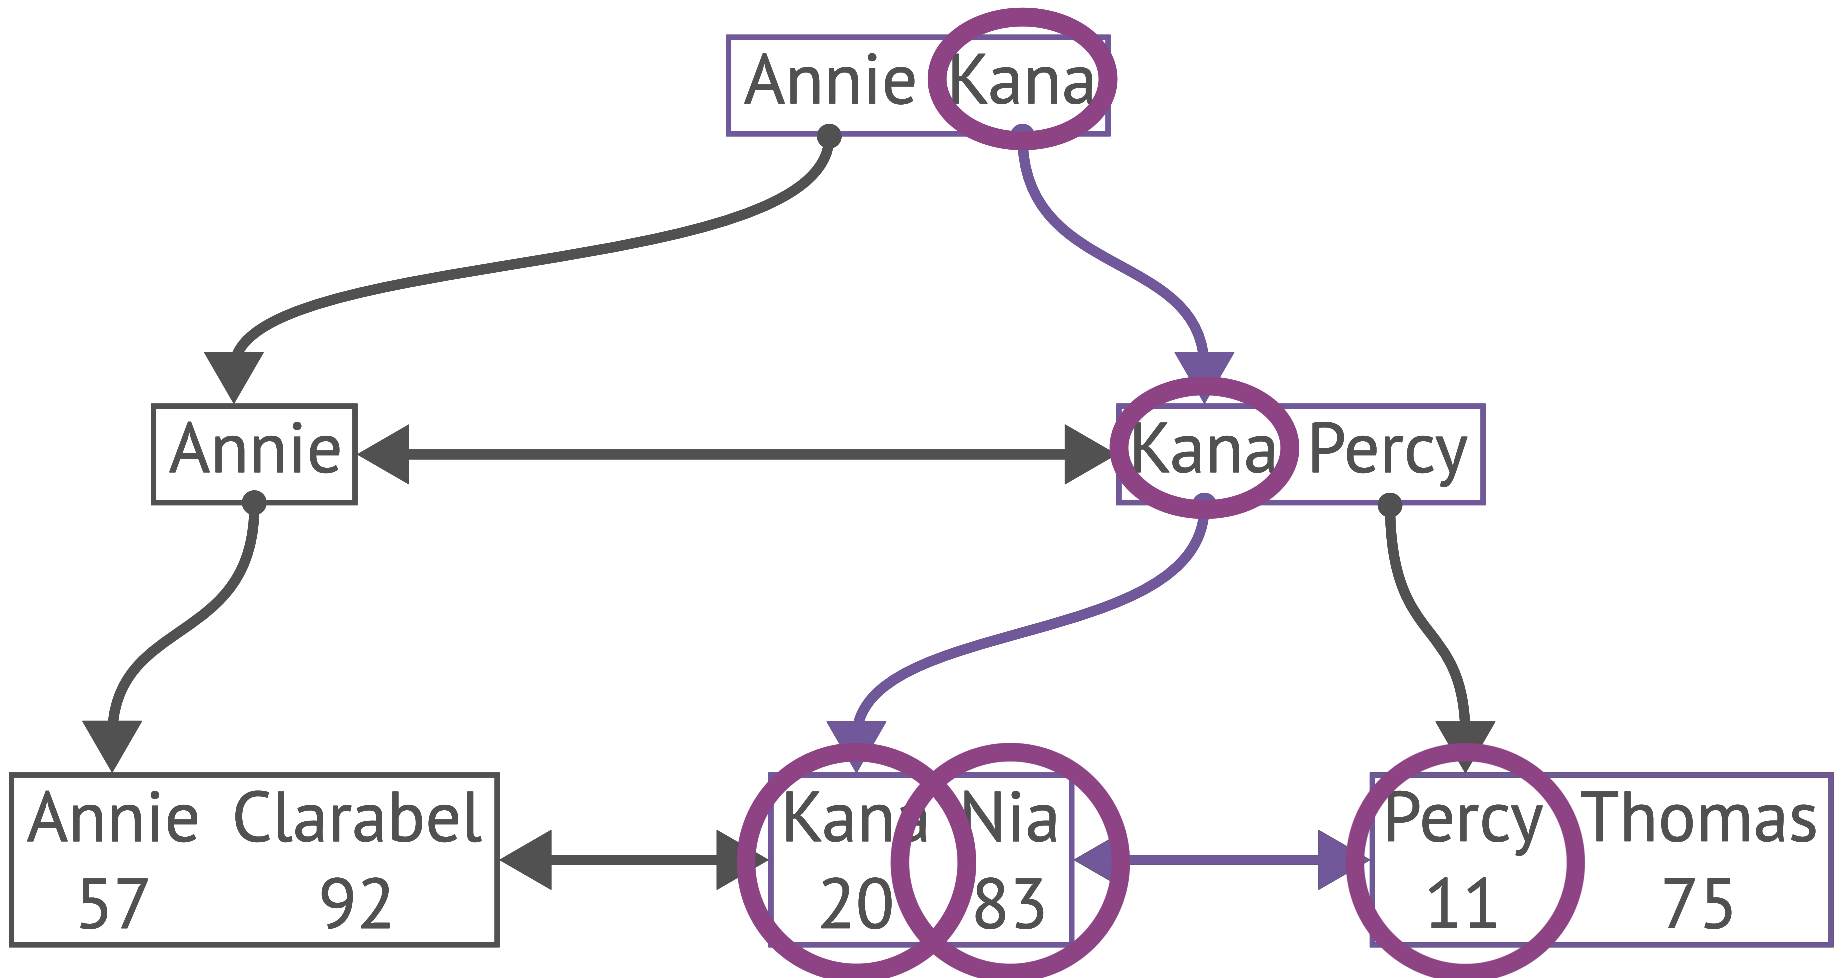 Annie Kana
Annie Kana Percy
Annie Clarabel Kana Nia Percy Thomas
57 92 20 83 11 75